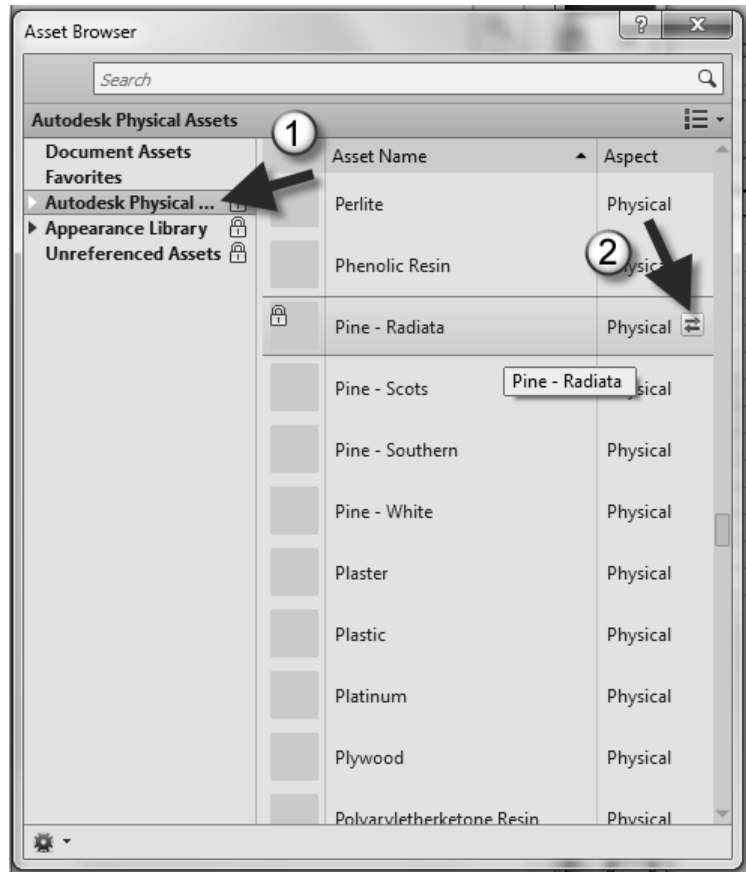 Asset Browser
?
X
Search
Autodesk Physical Assets
1
Document Assets
Favorites
Autodesk Physical ...
Appearance Library
Unreferenced Assets
Asset Name Aspect
Perlite Physical
2
Phenolic Resin Physical
Pine - Radiata Physical
Pine - Radiata
Pine - Scots Physical
Pine - Southern Physical
Pine - White Physical
Plaster Physical
Plastic Physical
Platinum Physical
Plywood Physical
Polyaryletherketone Resin Physical